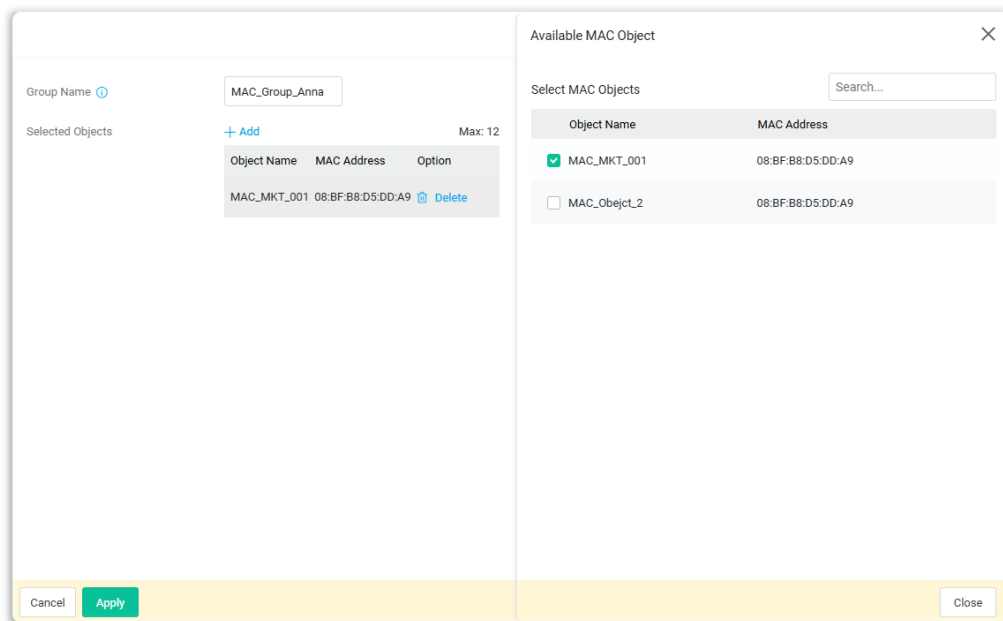 Group Name
MAC_Group_Anna
Selected Objects
Add
Max: 12
Object Name MAC Address Option
MAC_MKT_001 08:BF:B8:D5:DD:A9 Delete
Cancel
Apply
Available MAC Object
Select MAC Objects
Search...
Object Name MAC Address
MAC_MKT_001 08:BF:B8:D5:DD:A9
MAC_Obejct_2 08:BF:B8:D5:DD:A9
Close